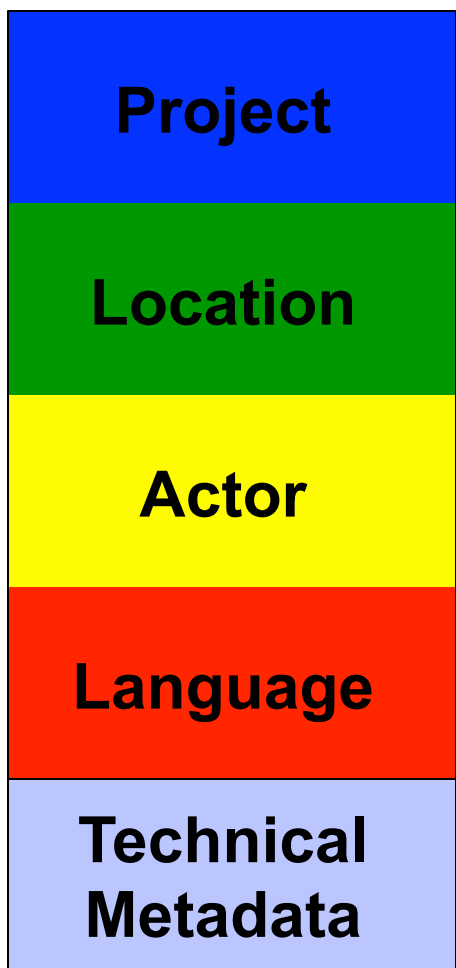 Project
Location
Actor
Language
Technical
Metadata